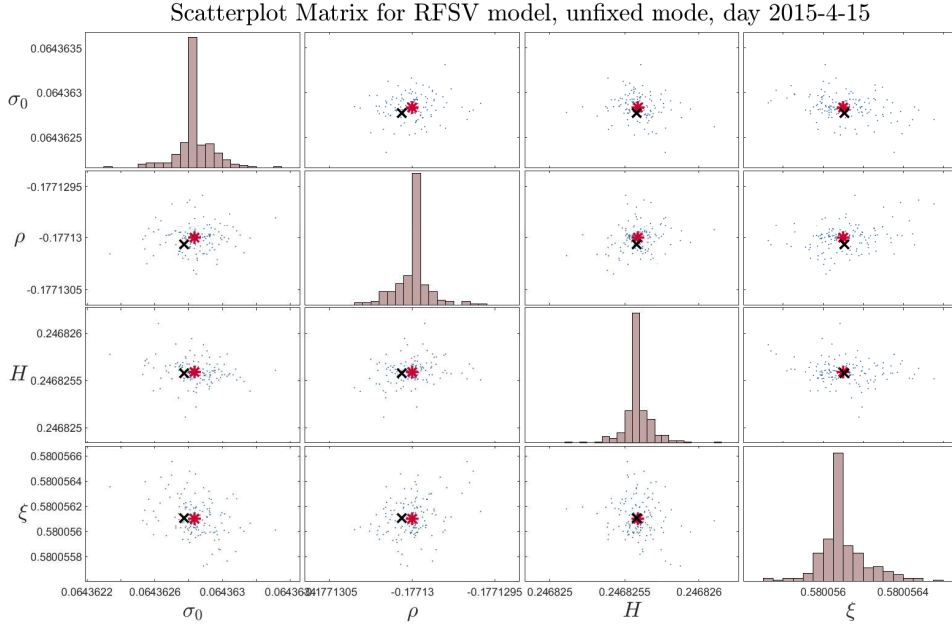 Scatterplot Matrix for RFSV model, unfixed mode, day 2015-4-15
0.0643635
σ₀ 0.064363
0.0643625
-0.1771295
ρ -0.17713
-0.1771305
0.246826
H 0.2468255
0.246825
0.5800566
0.5800564
ξ 0.5800562
0.580056
0.5800558
0.0643622 0.0643626 0.064363 -0.1771305 -0.17713 -0.1771295 0.246825 0.2468255 0.246826 0.580056 0.5800564
σ₀ ρ H ξ